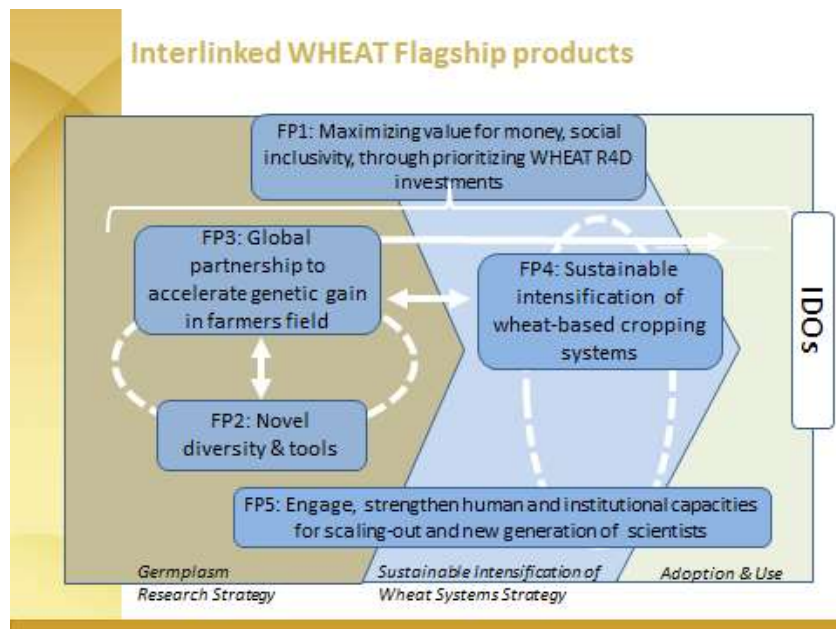 Interlinked WHEAT Flagship products
FP1: Maximizing value for money, social
inclusivity, through prioritizing WHEAT R4D
investments
FP3: Global
partnership to
accelerate genetic gain
in farmers field
FP4: Sustainable
intensification of
wheat-based cropping
systems
IDOs
FP2: Novel
diversity & tools
FP5: Engage, strengthen human and institutional capacities
for scaling-out and new generation of scientists
Germplasm
Research Strategy
Sustainable Intensification of
Wheat Systems Strategy
Adoption & Use